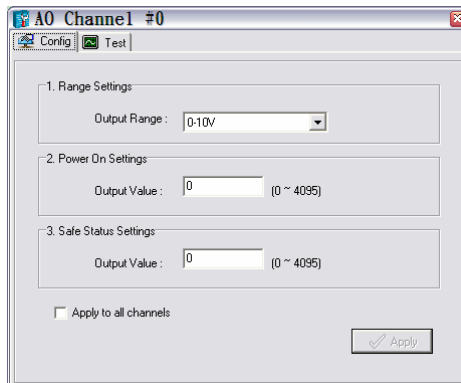 AO Channel #0
Config Test
1. Range Settings
Output Range : 0-10V
2. Power On Settings
Output Value : 0 (0 ~ 4095)
3. Safe Status Settings
Output Value : 0 (0 ~ 4095)
Apply to all channels
Apply